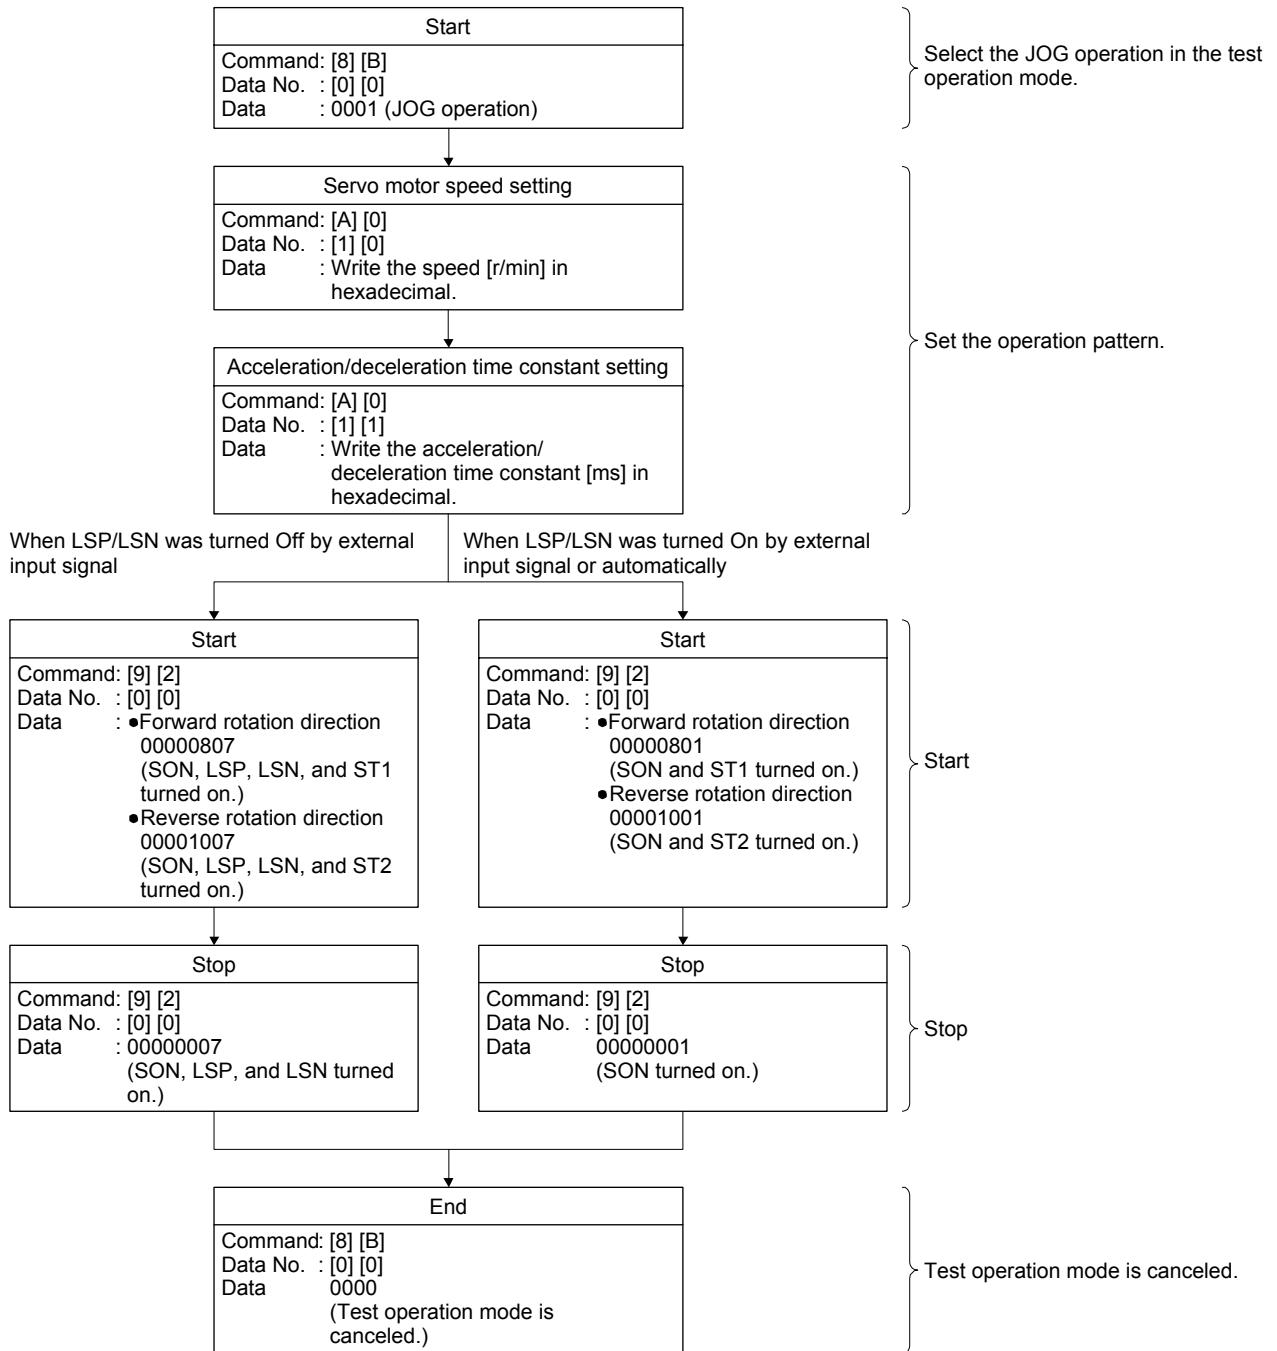 Start
Command: [8] [B]
Data No. : [0] [0]
Data : 0001 (JOG operation)
Select the JOG operation in the test
operation mode.
Servo motor speed setting
Command: [A] [0]
Data No. : [1] [0]
Data : Write the speed [r/min] in
hexadecimal.
Acceleration/deceleration time constant setting
Command: [A] [0]
Data No. : [1] [1]
Data : Write the acceleration/
deceleration time constant [ms] in
hexadecimal.
Set the operation pattern.
When LSP/LSN was turned Off by external
input signal
When LSP/LSN was turned On by external
input signal or automatically
Start
Command: [9] [2]
Data No. : [0] [0]
Data : ●Forward rotation direction
00000807
(SON, LSP, LSN, and ST1
turned on.)
●Reverse rotation direction
00001007
(SON, LSP, LSN, and ST2
turned on.)
Start
Command: [9] [2]
Data No. : [0] [0]
Data : ●Forward rotation direction
00000801
(SON and ST1 turned on.)
●Reverse rotation direction
00001001
(SON and ST2 turned on.)
Start
Stop
Command: [9] [2]
Data No. : [0] [0]
Data : 00000007
(SON, LSP, and LSN turned
on.)
Stop
Command: [9] [2]
Data No. : [0] [0]
Data 00000001
(SON turned on.)
Stop
End
Command: [8] [B]
Data No. : [0] [0]
Data 0000
(Test operation mode is
canceled.)
Test operation mode is canceled.